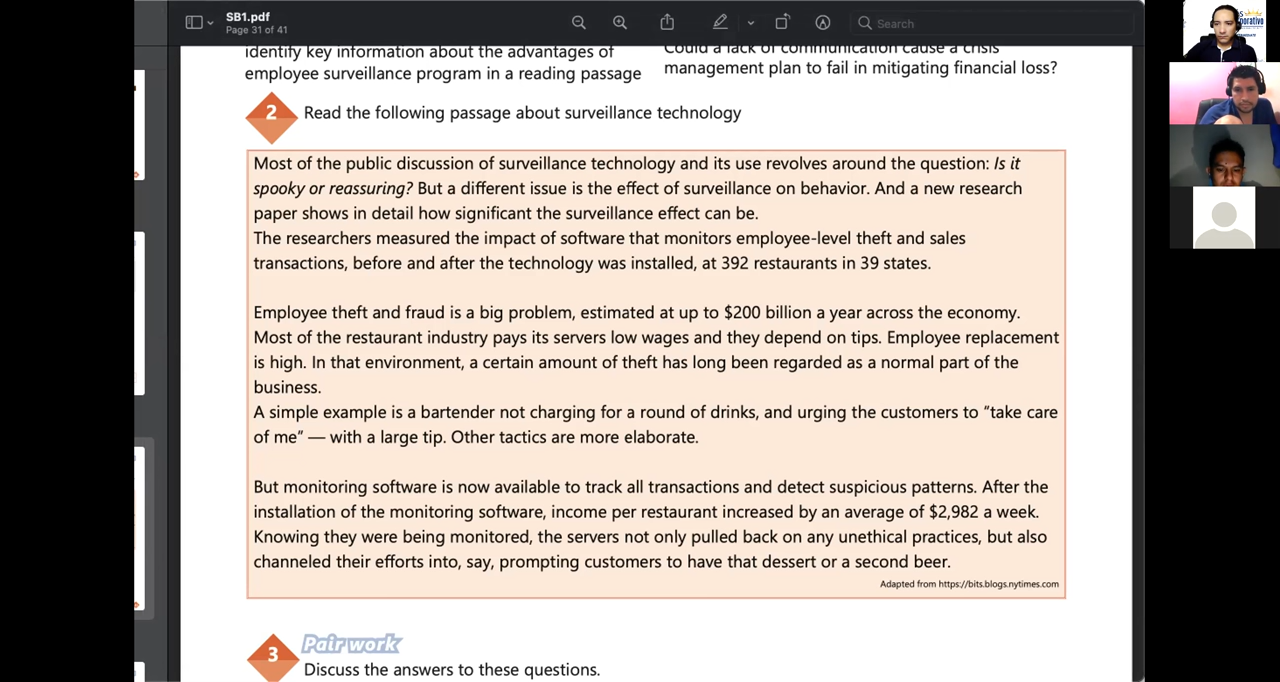 SB1.pdf
Page 31 of 41
Search
identify key information about the advantages of
employee surveillance program in a reading passage
Could a lack of communication cause a crisis
management plan to fail in mitigating financial loss?
2 Read the following passage about surveillance technology
Most of the public discussion of surveillance technology and its use revolves around the question: Is it
spooky or reassuring? But a different issue is the effect of surveillance on behavior. And a new research
paper shows in detail how significant the surveillance effect can be.
The researchers measured the impact of software that monitors employee-level theft and sales
transactions, before and after the technology was installed, at 392 restaurants in 39 states.
Employee theft and fraud is a big problem, estimated at up to $200 billion a year across the economy.
Most of the restaurant industry pays its servers low wages and they depend on tips. Employee replacement
is high. In that environment, a certain amount of theft has long been regarded as a normal part of the
business.
A simple example is a bartender not charging for a round of drinks, and urging the customers to “take care
of me” — with a large tip. Other tactics are more elaborate.
But monitoring software is now available to track all transactions and detect suspicious patterns. After the
installation of the monitoring software, income per restaurant increased by an average of $2,982 a week.
Knowing they were being monitored, the servers not only pulled back on any unethical practices, but also
channeled their efforts into, say, prompting customers to have that dessert or a second beer.
Adapted from https://bits.blogs.nytimes.com
3 Pair work
Discuss the answers to these questions.